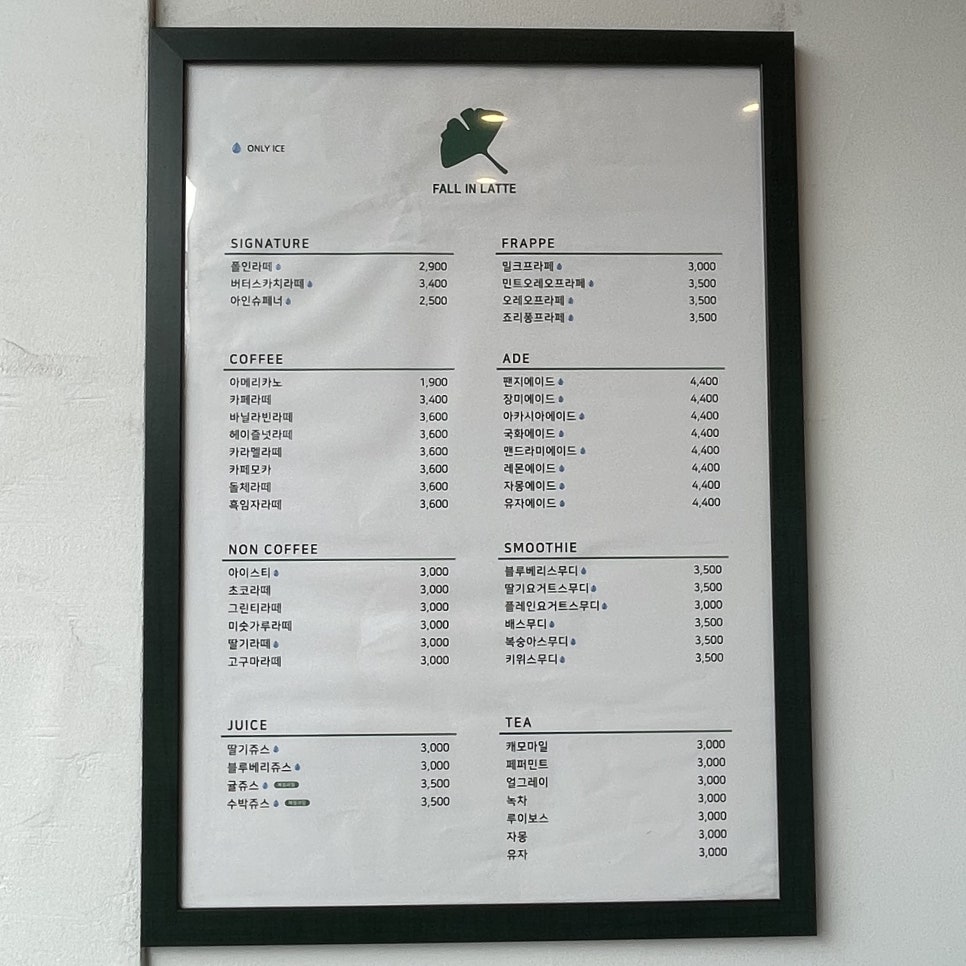 ONLY ICE
FALL IN LATTE
SIGNATURE
폴인라떼 2,900
버터스카치라떼 3,400
아인슈페너 2,500
COFFEE
아메리카노 1,900
카페라떼 3,400
바닐라빈라떼 3,600
헤이즐넛라떼 3,600
카라멜라떼 3,600
카페모카 3,600
돌체라떼 3,600
흑임자라떼 3,600
NON COFFEE
아이스티 3,000
초코라떼 3,000
그린티라떼 3,000
미숫가루라떼 3,000
딸기라떼 3,000
고구마라떼 3,000
JUICE
딸기쥬스 3,000
블루베리쥬스 3,000
귤쥬스 3,500
수박쥬스 3,500
FRAPPE
밀크프라페 3,000
민트오레오프라페 3,500
오레오프라페 3,500
죠리퐁프라페 3,500
ADE
팬지에이드 4,400
장미에이드 4,400
아카시아에이드 4,400
국화에이드 4,400
맨드라미에이드 4,400
레몬에이드 4,400
자몽에이드 4,400
유자에이드 4,400
SMOOTHIE
블루베리스무디 3,500
딸기요거트스무디 3,500
플레인요거트스무디 3,000
배스무디 3,500
복숭아스무디 3,500
키위스무디 3,500
TEA
캐모마일 3,000
페퍼민트 3,000
얼그레이 3,000
녹차 3,000
루이보스 3,000
자몽 3,000
유자 3,000